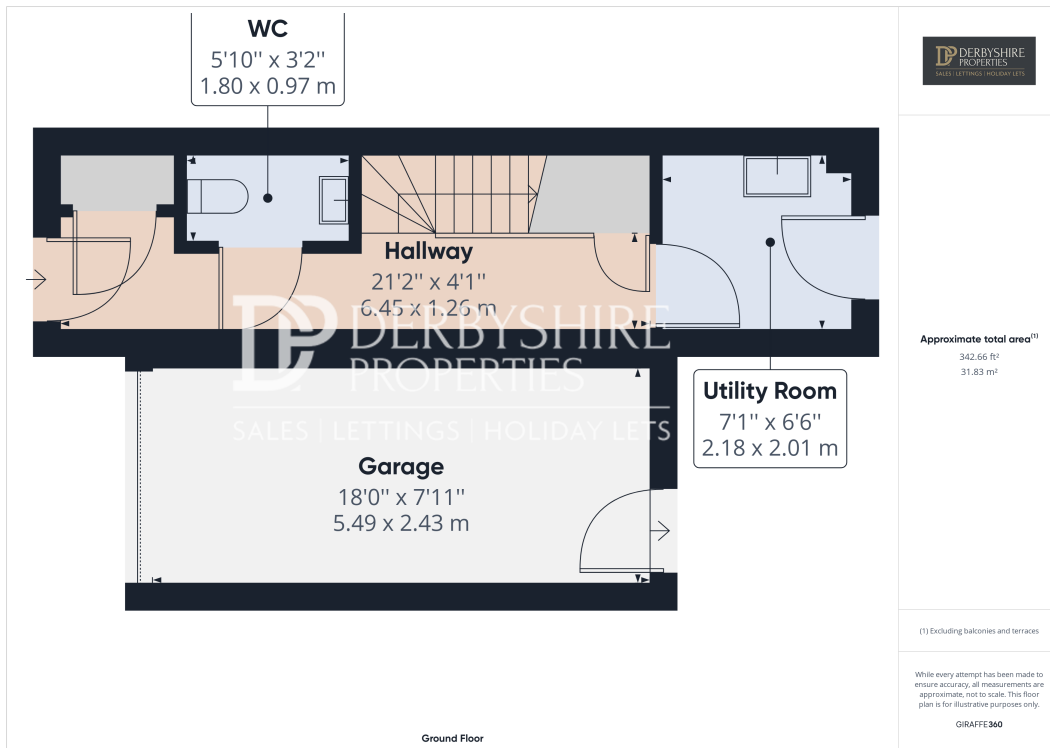 WC
5'10'' x 3'2''
1.80 x 0.97 m
Hallway
21'2'' x 4'1''
6.45 x 1.26 m
DP DERBYSHIRE
PROPERTIES
SALES | LETTINGS | HOLIDAY LETS
Utility Room
7'1'' x 6'6''
2.18 x 2.01 m
Garage
18'0'' x 7'11''
5.49 x 2.43 m
Ground Floor
DP DERBYSHIRE
PROPERTIES
SALES | LETTINGS | HOLIDAY LETS
Approximate total area(1)
342.66 ft²
31.83 m²
(1) Excluding balconies and terraces
While every attempt has been made to
ensure accuracy, all measurements are
approximate, not to scale. This floor
plan is for illustrative purposes only.
GIRAFFE360